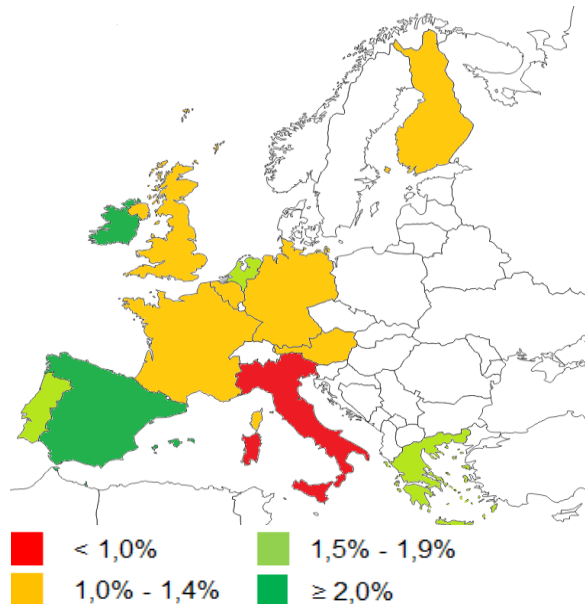 < 1,0%
1,5% - 1,9%
1,0% - 1,4%
≥ 2,0%